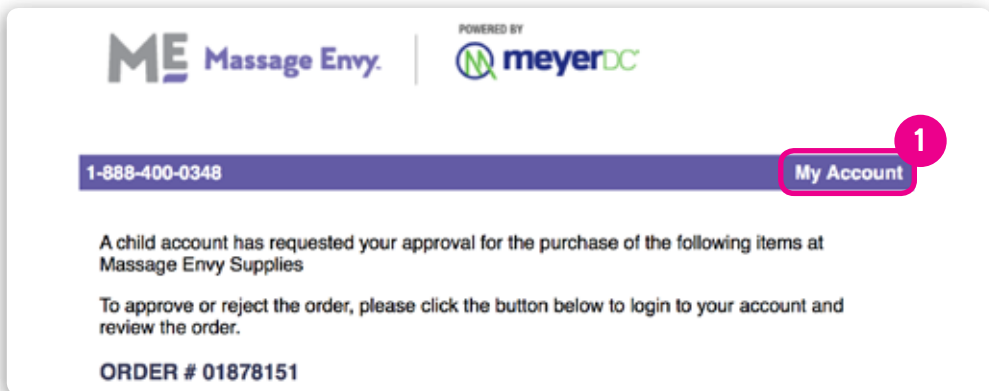 POWERED BY
ME Massage Envy.
meyerDC
1
1-888-400-0348
My Account
A child account has requested your approval for the purchase of the following items at
Massage Envy Supplies
To approve or reject the order, please click the button below to login to your account and
review the order.
ORDER # 01878151